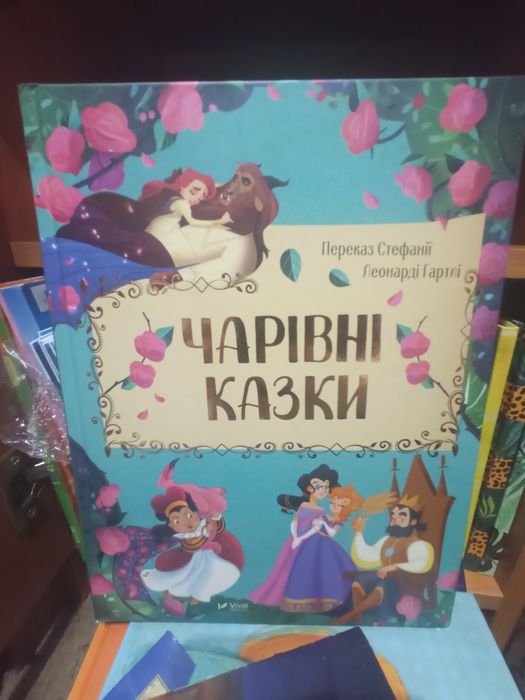 Переказ Стефанії
Леонарді Гартлі
ЧАРІВНІ
КАЗКИ
Vivat